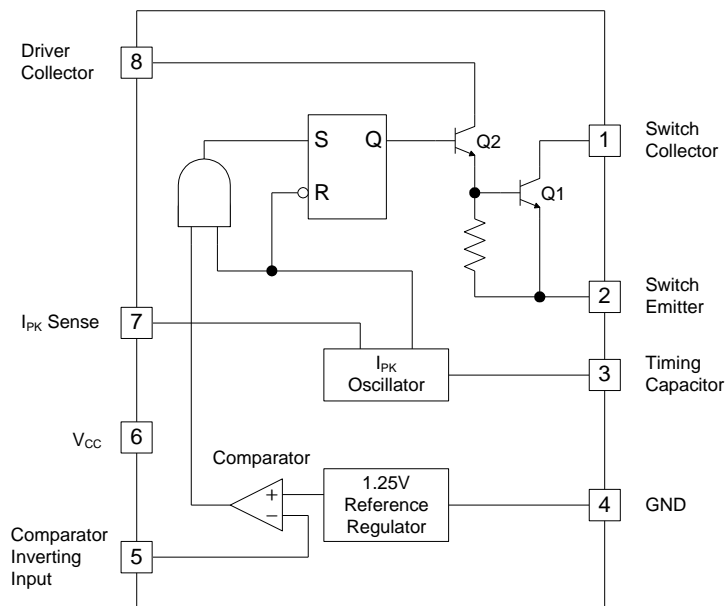 Driver
Collector
8
S
Q
Q2
1
Switch
Collector
R
Q1
2
Switch
Emitter
IPK Sense
7
IPK
Oscillator
3
Timing
Capacitor
VCC
6
Comparator
+
−
1.25V
Reference
Regulator
4
GND
Comparator
Inverting
Input
5